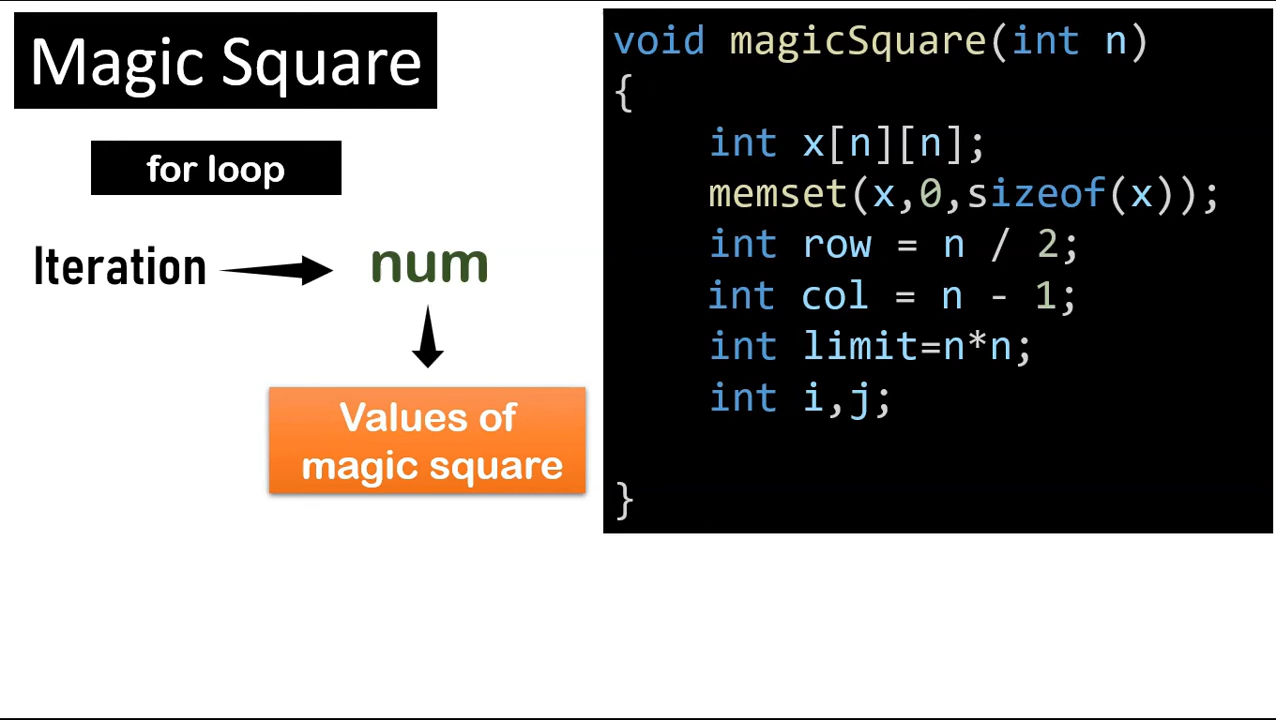 Magic Square
for loop
Iteration
num
Values of
magic square
void magicSquare(int n)
{
int x[n][n];
memset(x,0,sizeof(x));
int row = n / 2;
int col = n - 1;
int limit=n*n;
int i,j;
}